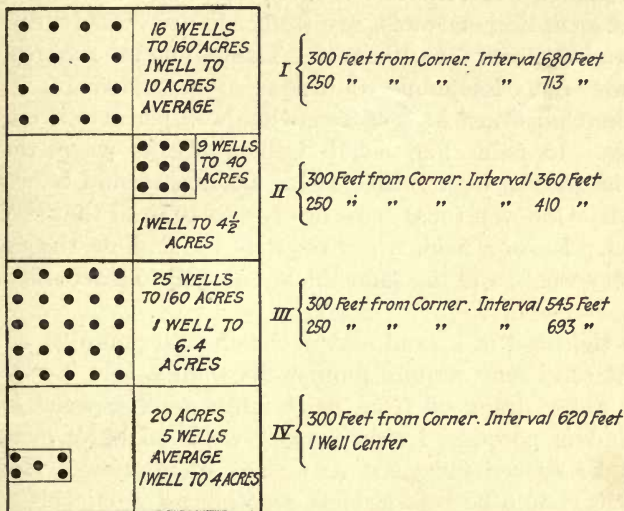 16 WELLS
TO 160 ACRES
1 WELL TO
10 ACRES
AVERAGE
I { 300 Feet from Corner. Interval 680 Feet
250 " " " " 713 "
9 WELLS
TO 40
ACRES
1 WELL TO 4 1/2
ACRES
II { 300 Feet from Corner. Interval 360 Feet
250 " " " " 410 "
25 WELLS
TO 160 ACRES
1 WELL TO
6.4
ACRES
III { 300 Feet from Corner. Interval 545 Feet
250 " " " " 693 "
20 ACRES
5 WELLS
AVERAGE
1 WELL TO 4 ACRES
IV { 300 Feet from Corner. Interval 620 Feet
1 Well Center